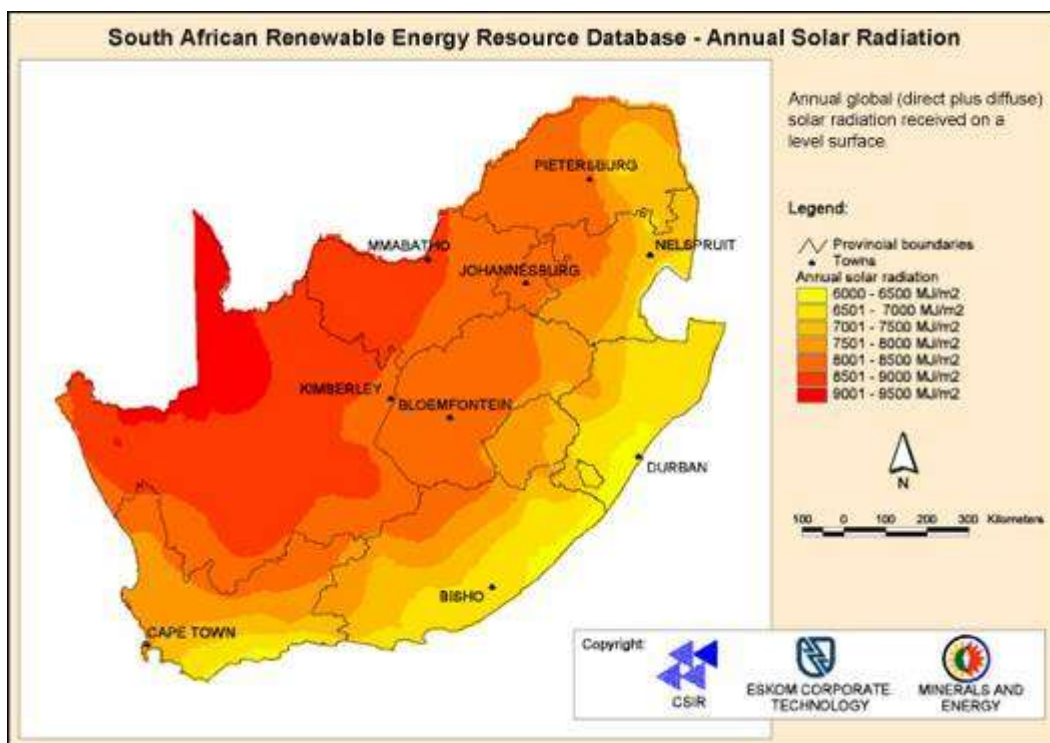 South African Renewable Energy Resource Database - Annual Solar Radiation
Annual global (direct plus diffuse)
solar radiation received on a
level surface.
Legend:
Provincial boundaries
Towns
Annual solar radiation
6000 - 6500 MJ/m2
6501 - 7000 MJ/m2
7001 - 7500 MJ/m2
7501 - 8000 MJ/m2
8001 - 8500 MJ/m2
8501 - 9000 MJ/m2
9001 - 9500 MJ/m2
N
100 0 100 200 300 Kilometers
PIETERSBURG
MMABATHO
NELSPRUIT
JOHANNESBURG
KIMBERLEY
BLOEMFONTEIN
DURBAN
BISHO
CAPE TOWN
Copyright:
CSIR
ESKOM CORPORATE
TECHNOLOGY
MINERALS AND
ENERGY